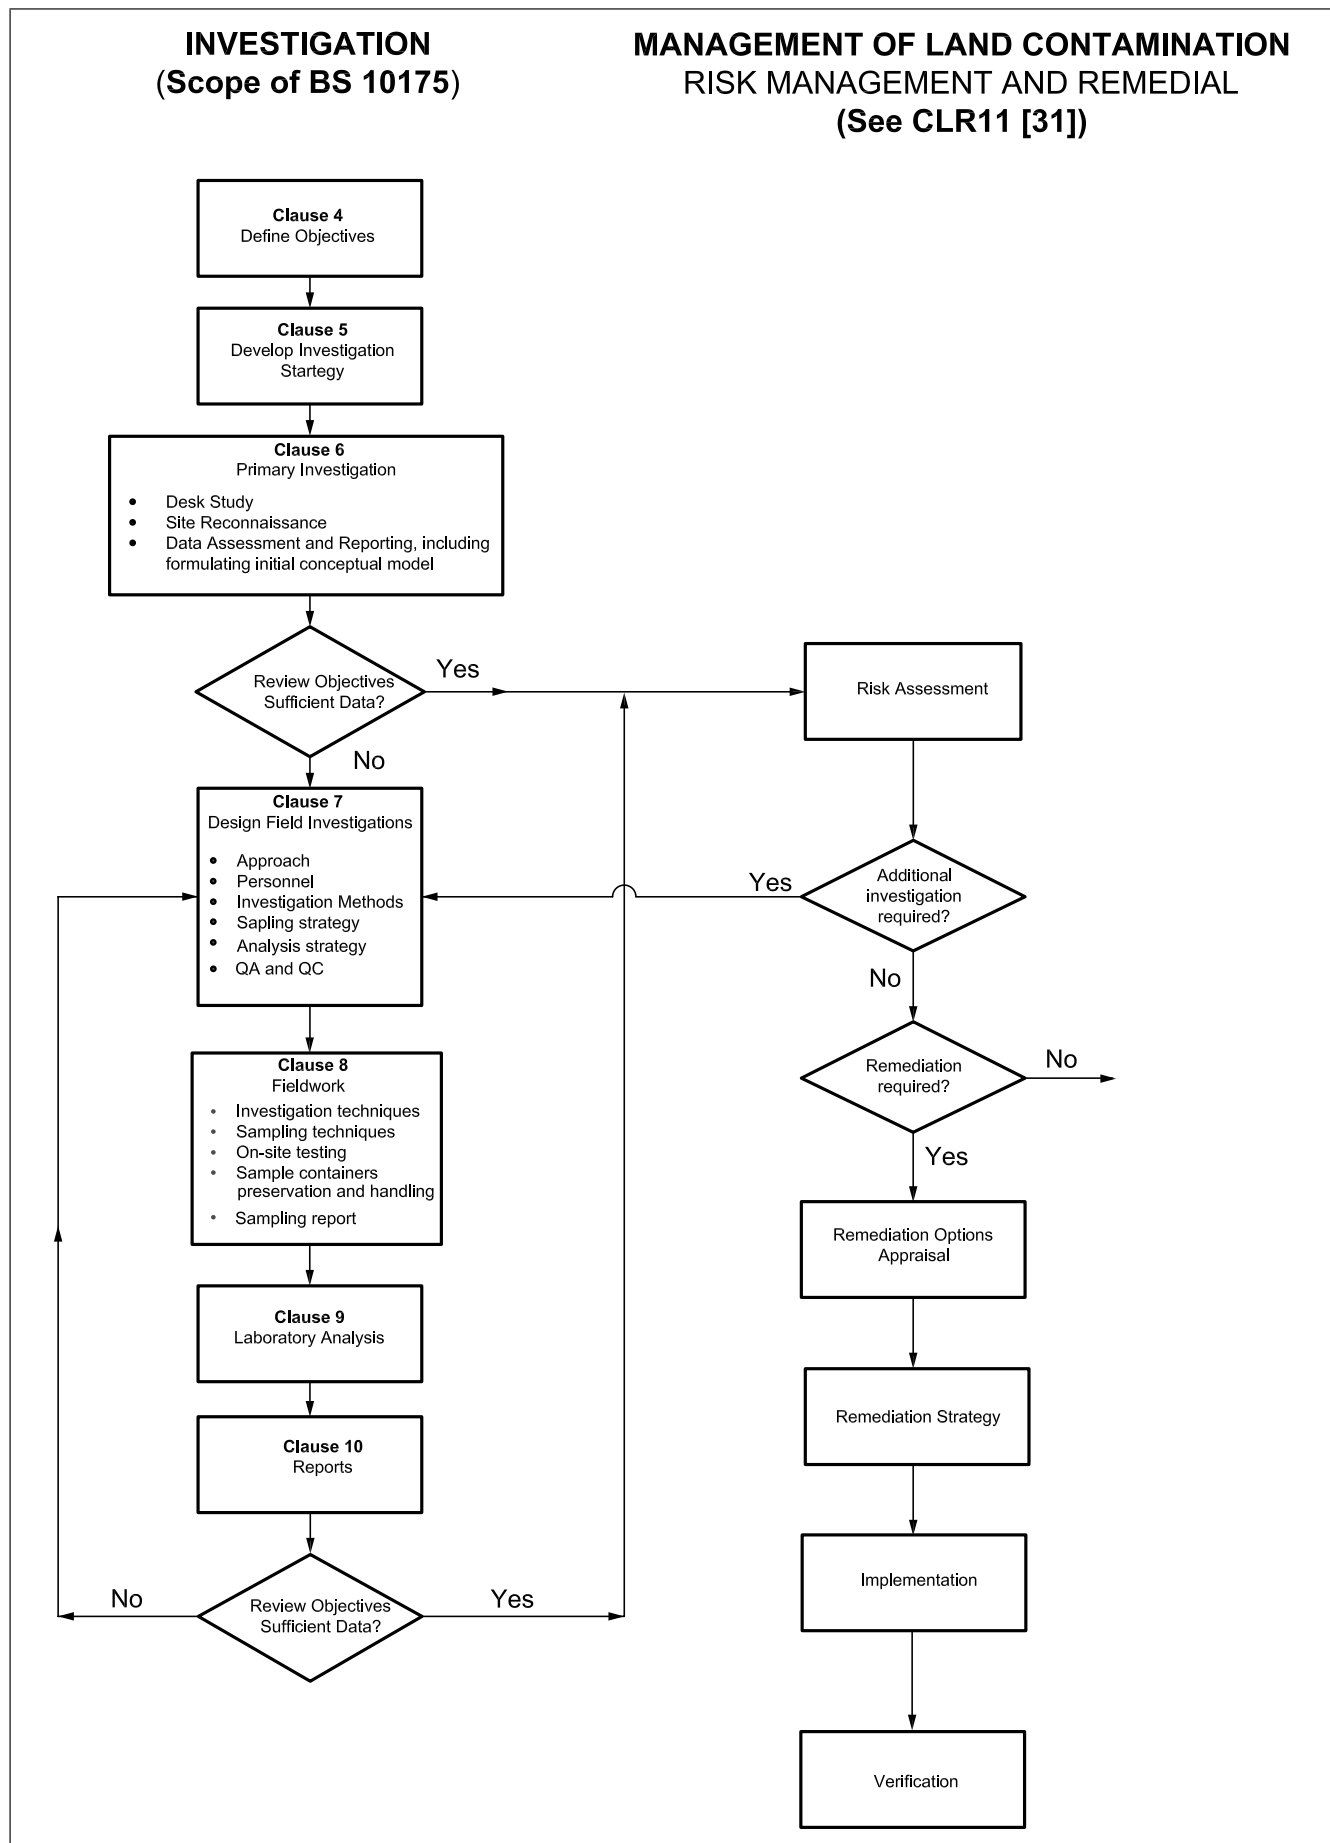 INVESTIGATION
(Scope of BS 10175)
MANAGEMENT OF LAND CONTAMINATION
RISK MANAGEMENT AND REMEDIAL
(See CLR11 [31])
Clause 4
Define Objectives
Clause 5
Develop Investigation
Startegy
Clause 6
Primary Investigation
• Desk Study
• Site Reconnaissance
• Data Assessment and Reporting, including
formulating initial conceptual model
Review Objectives
Sufficient Data?
Yes
No
Risk Assessment
Clause 7
Design Field Investigations
• Approach
• Personnel
• Investigation Methods
• Sapling strategy
• Analysis strategy
• QA and QC
Yes
Additional
investigation
required?
No
Remediation
required?
No
Yes
Clause 8
Fieldwork
• Investigation techniques
• Sampling techniques
• On-site testing
• Sample containers
preservation and handling
• Sampling report
Remediation Options
Appraisal
Clause 9
Laboratory Analysis
Remediation Strategy
Clause 10
Reports
Implementation
No
Review Objectives
Sufficient Data?
Yes
Verification